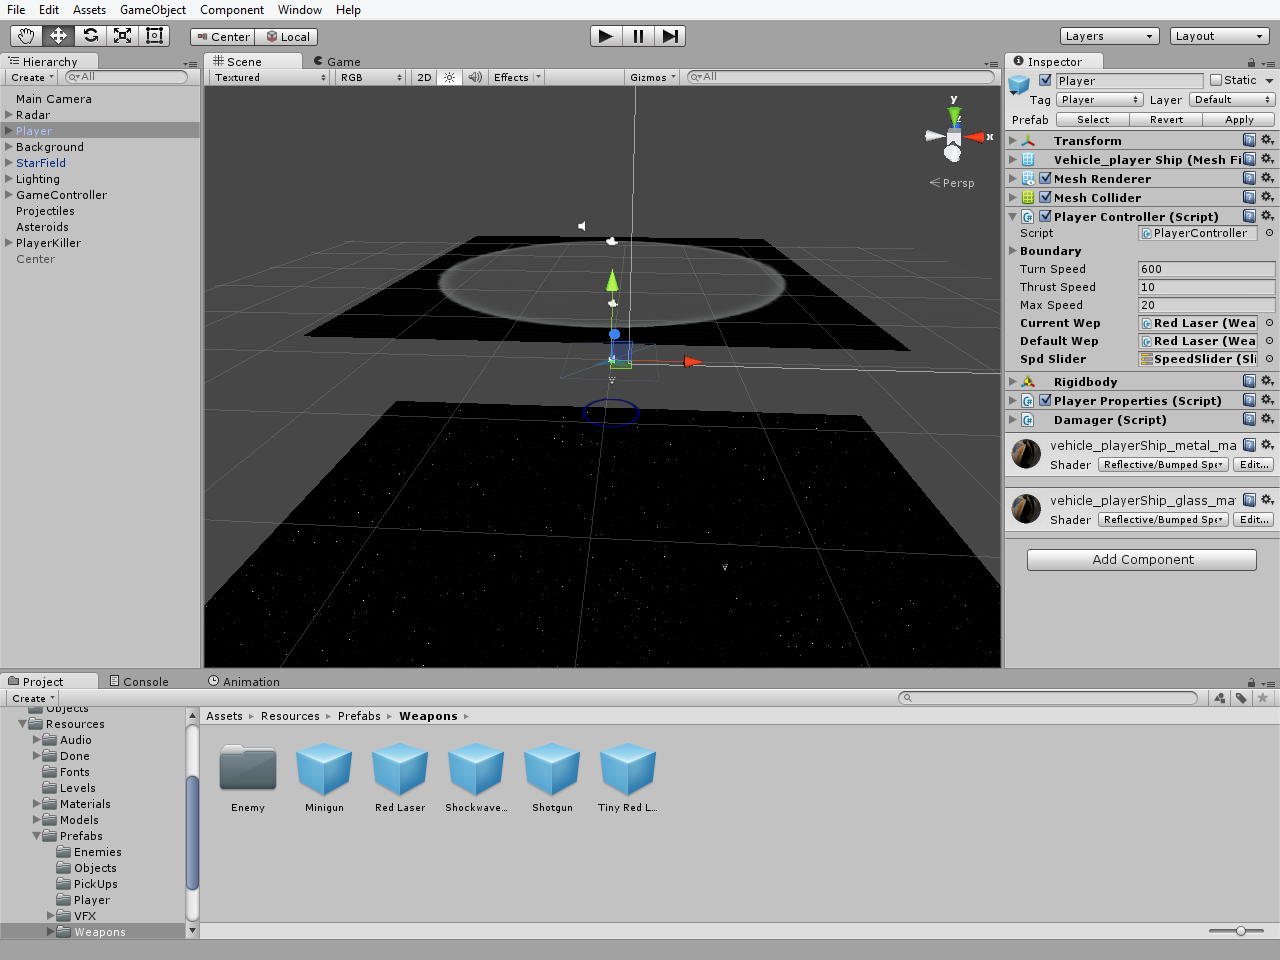 File Edit Assets GameObject Component Window Help
Center Local Layers Layout
Hierarchy
Create All
Main Camera
Radar
Player
Background
StarField
Lighting
GameController
Projectiles
Asteroids
PlayerKiller
Center
Scene Game
Textured RGB 2D Effects Gizmos All
y
z
x
Persp
Inspector
Player Static
Tag Player Layer Default
Prefab Select Revert Apply
Transform
Vehicle_player Ship (Mesh Fi
Mesh Renderer
Mesh Collider
Player Controller (Script)
Script PlayerController
Boundary
Turn Speed 600
Thrust Speed 10
Max Speed 20
Current Wep Red Laser (Wea
Default Wep Red Laser (Wea
Spd Slider SpeedSlider (Sli
Rigidbody
Player Properties (Script)
Damager (Script)
vehicle_playerShip_metal_ma
Shader Reflective/Bumped Spe Edit...
vehicle_playerShip_glass_ma
Shader Reflective/Bumped Spe Edit...
Add Component
Project Console Animation
Create
Objects
Resources
Audio
Done
Fonts
Levels
Materials
Models
Prefabs
Enemies
Objects
PickUps
Player
VFX
Weapons
Assets Resources Prefabs Weapons
Enemy Minigun Red Laser Shockwave... Shotgun Tiny Red L...